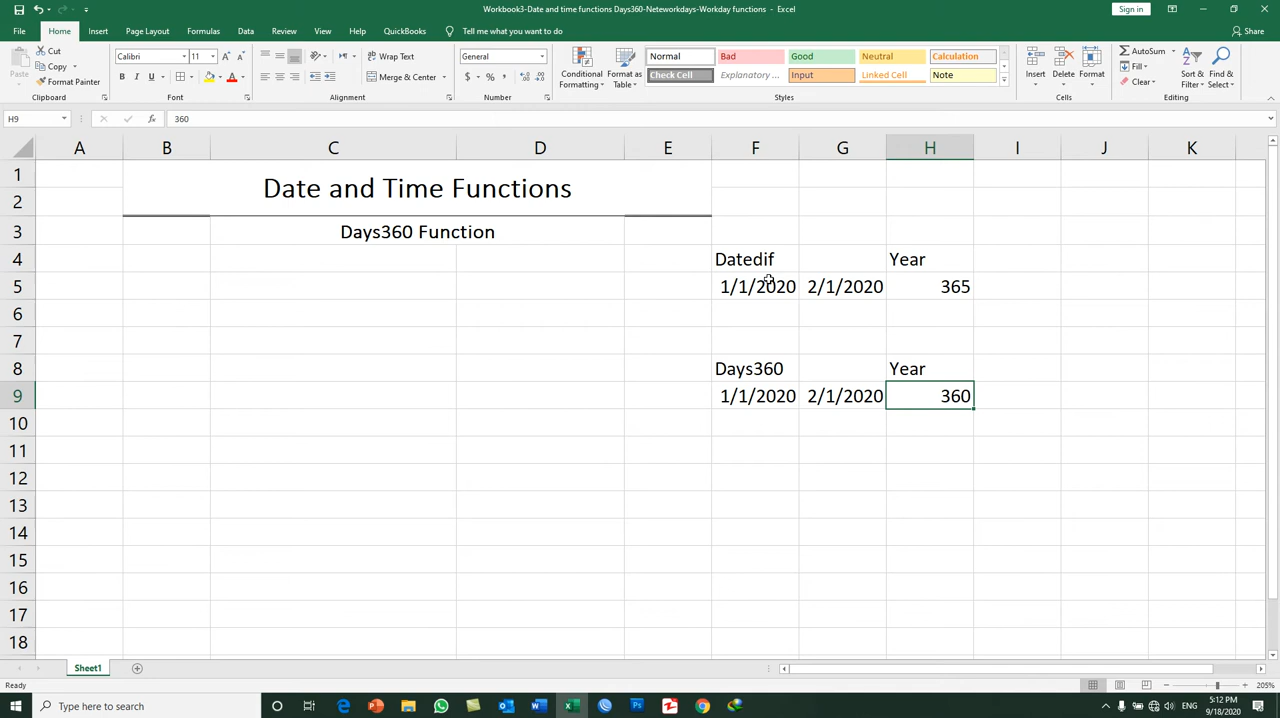 Workbook3-Date and time functions Days360-Neteworkdays-Workday functions - Excel
Sign in
File Home Insert Page Layout Formulas Data Review View Help QuickBooks Tell me what you want to do Share
Paste Cut Copy Format Painter Clipboard
Calibri 11 B I U Font
Wrap Text Merge & Center Alignment
General $ % , Number
Conditional Formatting Format as Table Normal Bad Good Neutral Calculation
Check Cell Explanatory ... Input Linked Cell Note Styles
Insert Delete Format Cells
AutoSum Fill Clear Sort & Filter Find & Select Editing
H9 fx 360
A B C D E F G H I J K
1 Date and Time Functions
2
3 Days360 Function
4 Datedif Year
5 1/1/2020 2/1/2020 365
6
7
8 Days360 Year
9 1/1/2020 2/1/2020 360
10
11
12
13
14
15
16
17
18
Sheet1
Ready 205%
Type here to search
5:12 PM
9/18/2020